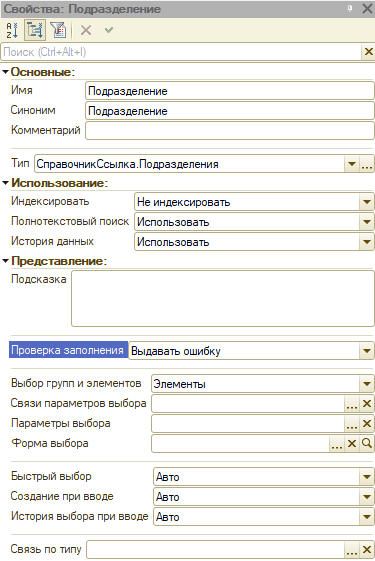 Свойства: Подразделение
Поиск (Ctrl+Alt+I)
Основные:
Имя Подразделение
Синоним Подразделение
Комментарий
Тип СправочникСсылка.Подразделения
Использование:
Индексировать Не индексировать
Полнотекстовый поиск Использовать
История данных Использовать
Представление:
Подсказка
Проверка заполнения Выдавать ошибку
Выбор групп и элементов Элементы
Связи параметров выбора
Параметры выбора
Форма выбора
Быстрый выбор Авто
Создание при вводе Авто
История выбора при вводе Авто
Связь по типу